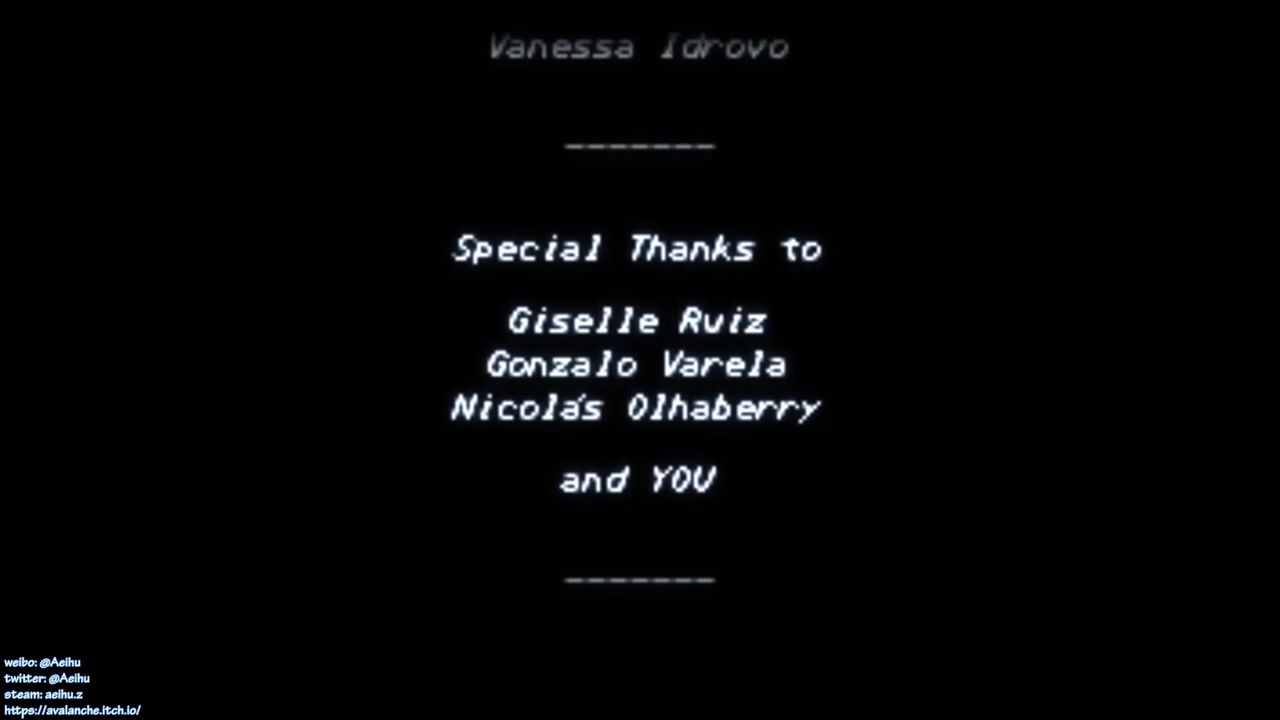 Vanessa Idrovo
-------
Special Thanks to
Giselle Ruiz
Gonzalo Varela
Nicolás Olhaberry
and YOU
-------
weibo: @Aeihu
twitter: @Aeihu
steam: aeihu.z
https://avalanche.itch.io/